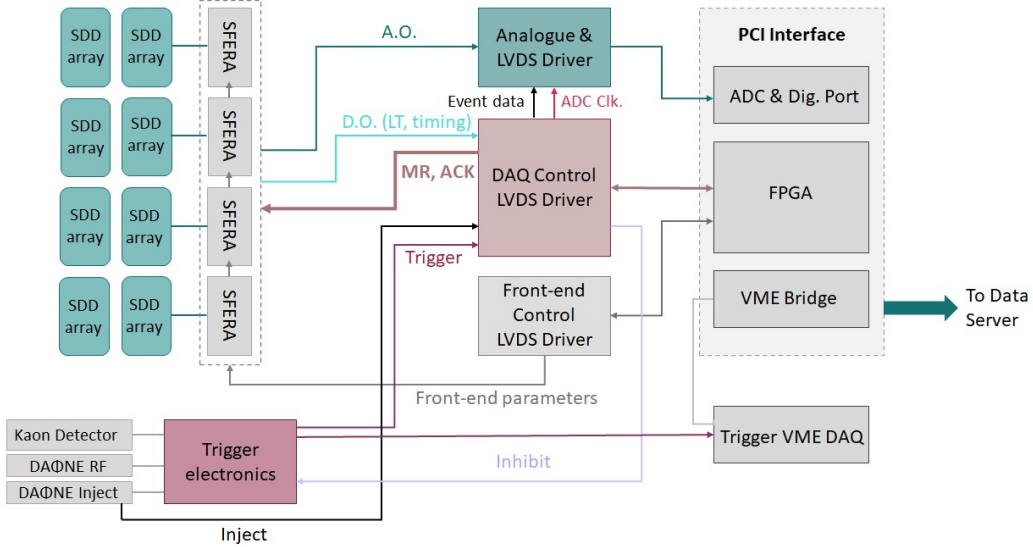 SDD
array
SDD
array
SFERA
A.O.
Analogue &
LVDS Driver
PCI Interface
ADC & Dig. Port
Event data
ADC Clk.
SDD
array
SDD
array
SFERA
D.O. (LT, timing)
MR, ACK
DAQ Control
LVDS Driver
FPGA
SDD
array
SDD
array
SFERA
Trigger
SDD
array
SDD
array
SFERA
Front-end
Control
LVDS Driver
VME Bridge
To Data
Server
Front-end parameters
Kaon Detector
DAΦNE RF
DAΦNE Inject
Trigger
electronics
Inhibit
Trigger VME DAQ
Inject